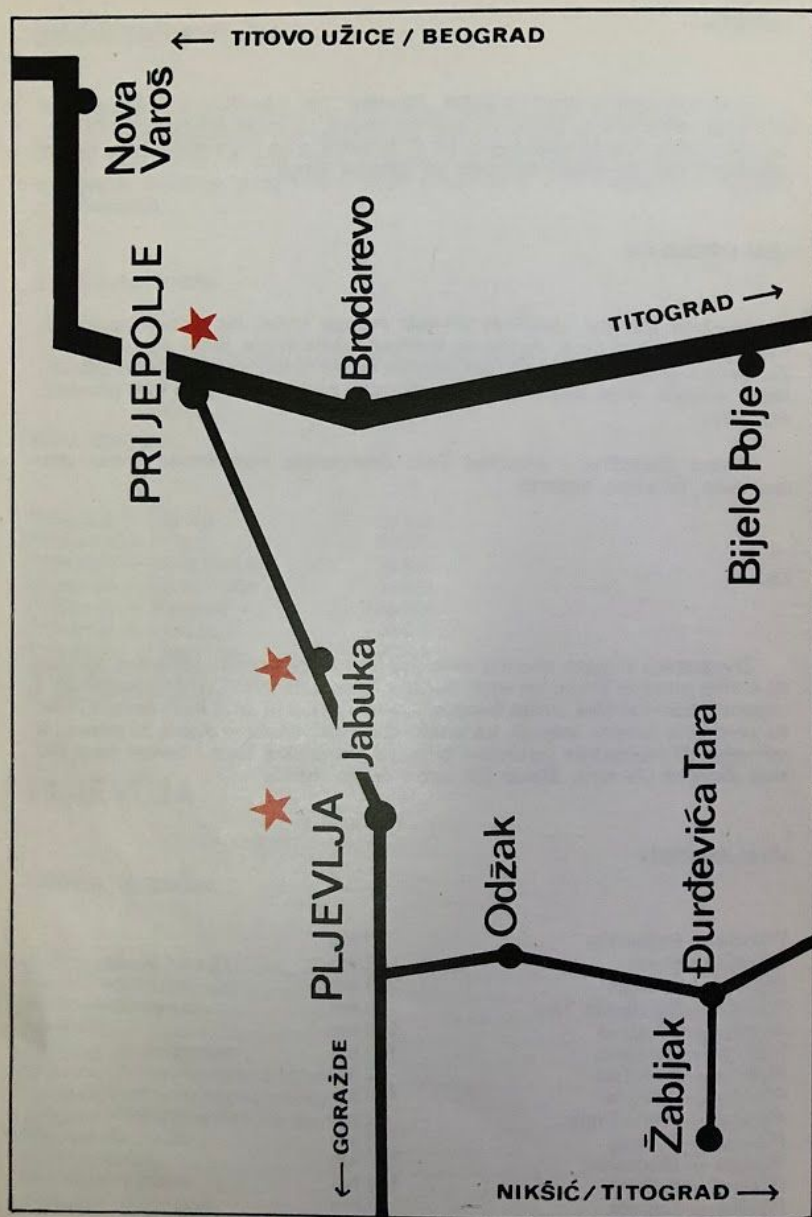 ← TITOVO UŽICE / BEOGRAD
Nova
Varoš
PRIJEPOLJE
Brodarevo
TITOGRAD →
Bijelo Polje
Jabuka
PLJEVLJA
Odžak
Đurđevića Tara
← GORAŽDE
Žabljak
NIKŠIĆ/TITOGRAD →